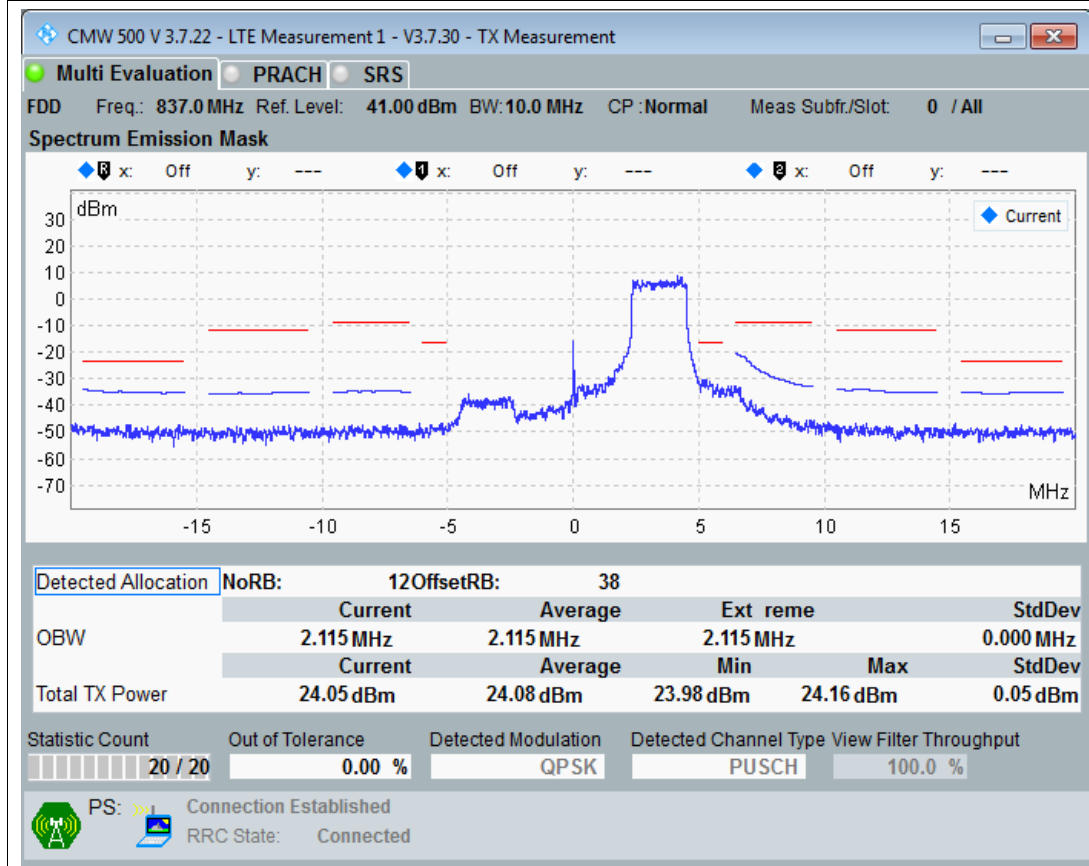 CMW 500 V 3.7.22 - LTE Measurement 1 - V3.7.30 - TX Measurement
Multi Evaluation PRACH SRS
FDD Freq.: 837.0 MHz Ref. Level: 41.00 dBm BW: 10.0 MHz CP : Normal Meas Subfr./Slot: 0 / All
Spectrum Emission Mask
R x: Off y: --- 1 x: Off y: --- 2 x: Off y: ---
dBm
Current
30
20
10
0
-10
-20
-30
-40
-50
-60
-70
MHz
-15 -10 -5 0 5 10 15
Detected Allocation NoRB: 12OffsetRB: 38
Current Average Ext reme StdDev
OBW 2.115 MHz 2.115 MHz 2.115 MHz 0.000 MHz
Current Average Min Max StdDev
Total TX Power 24.05 dBm 24.08 dBm 23.98 dBm 24.16 dBm 0.05 dBm
Statistic Count Out of Tolerance Detected Modulation Detected Channel Type View Filter Throughput
20 / 20 0.00 % QPSK PUSCH 100.0 %
PS: Connection Established
RRC State: Connected